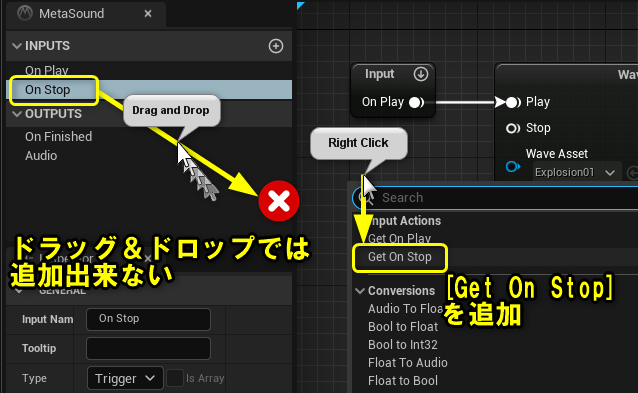 MetaSound
INPUTS
On Play
On Stop
OUTPUTS
On Finished
Audio
Drag and Drop
ドラッグ＆ドロップでは
追加出来ない
GENERAL
Input Nam
On Stop
Tooltip
Type
Trigger
Is Array
Input
On Play
Wav
Play
Stop
Wave Asset
Explosion01
Right Click
Search
Input Actions
Get On Play
Get On Stop
[Get On Stop]
を追加
Conversions
Audio To Float
Bool to Float
Bool to Int32
Float To Audio
Float to Bool